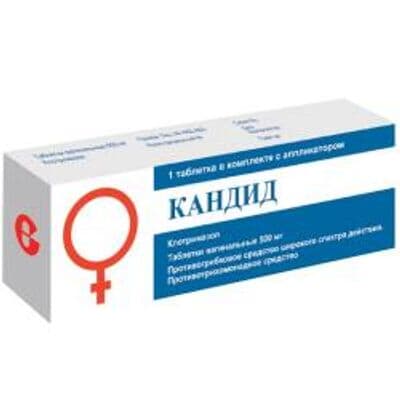 1 таблетка в комплекте с аппликатором
КАНДИД
Клотримазол
Таблетки вагинальные 500 мг
Противогрибковое средство широкого спектра действия.
Противотрихомонадное средство